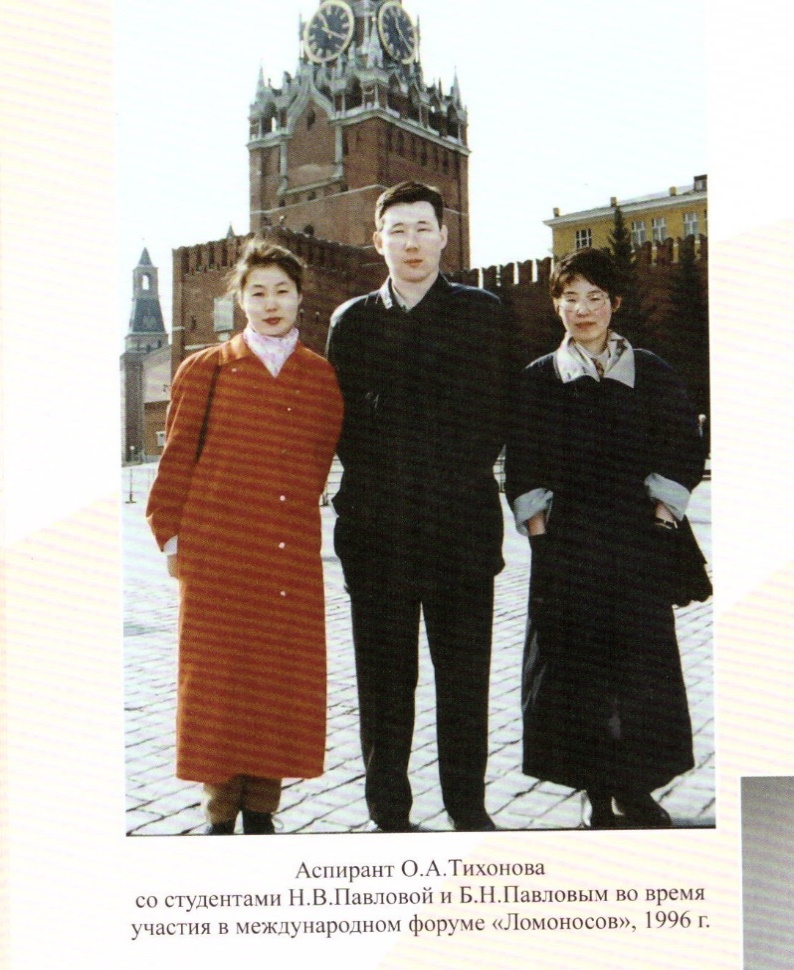 Аспирант О.А.Тихонова
со студентами Н.В.Павловой и Б.Н.Павловым во время
участия в международном форуме «Ломоносов», 1996 г.